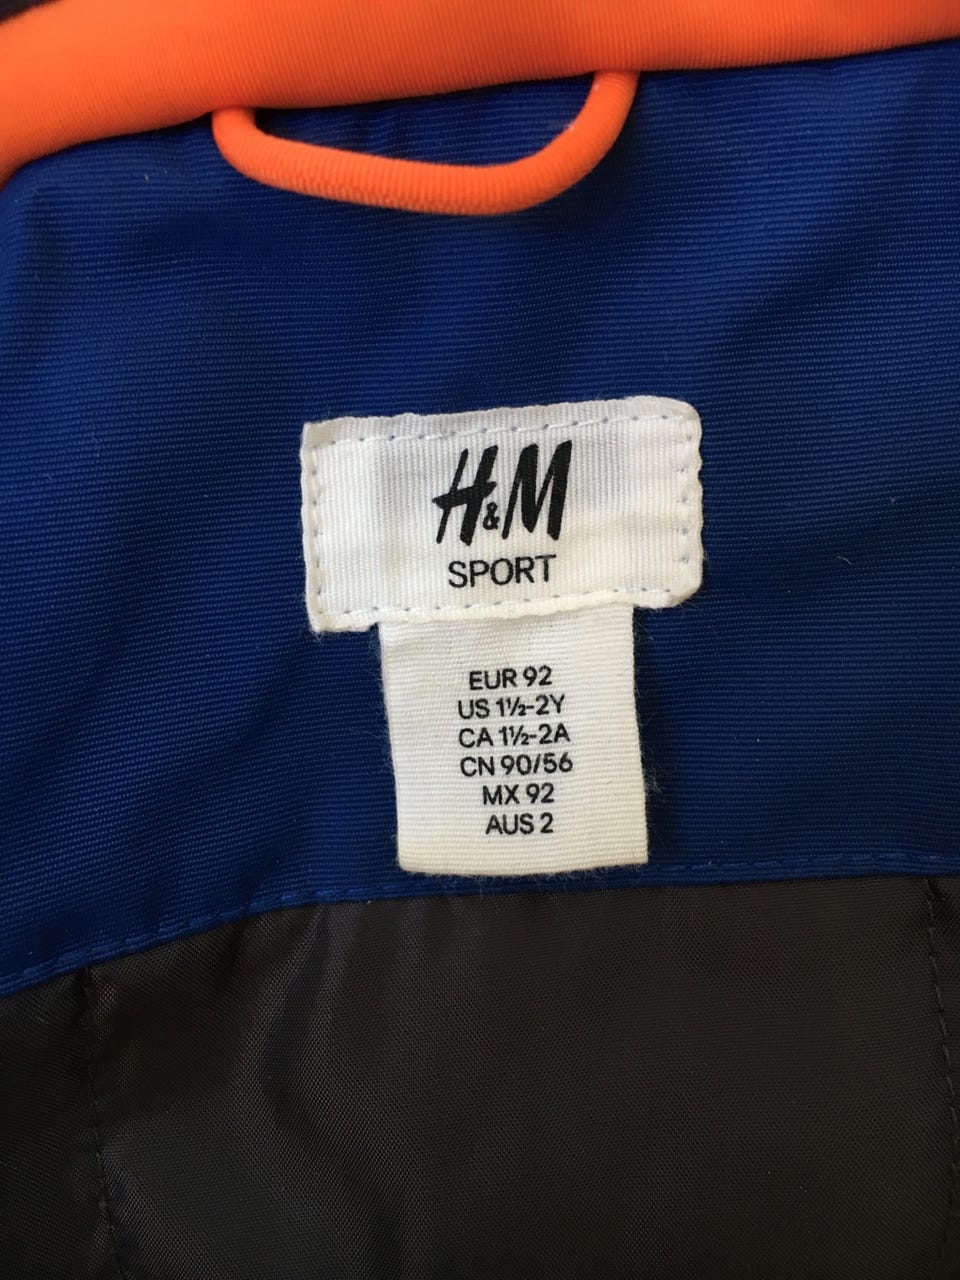 H&M
SPORT
EUR 92
US 1½-2Y
CA 1½-2A
CN 90/56
MX 92
AUS 2